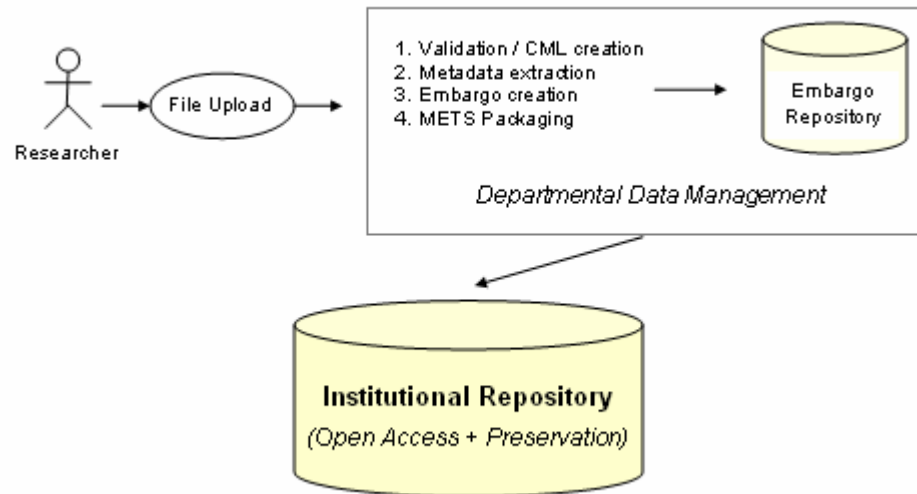 Researcher
File Upload
1. Validation / CML creation
2. Metadata extraction
3. Embargo creation
4. METS Packaging
Embargo
Repository
Departmental Data Management
Institutional Repository
(Open Access + Preservation)